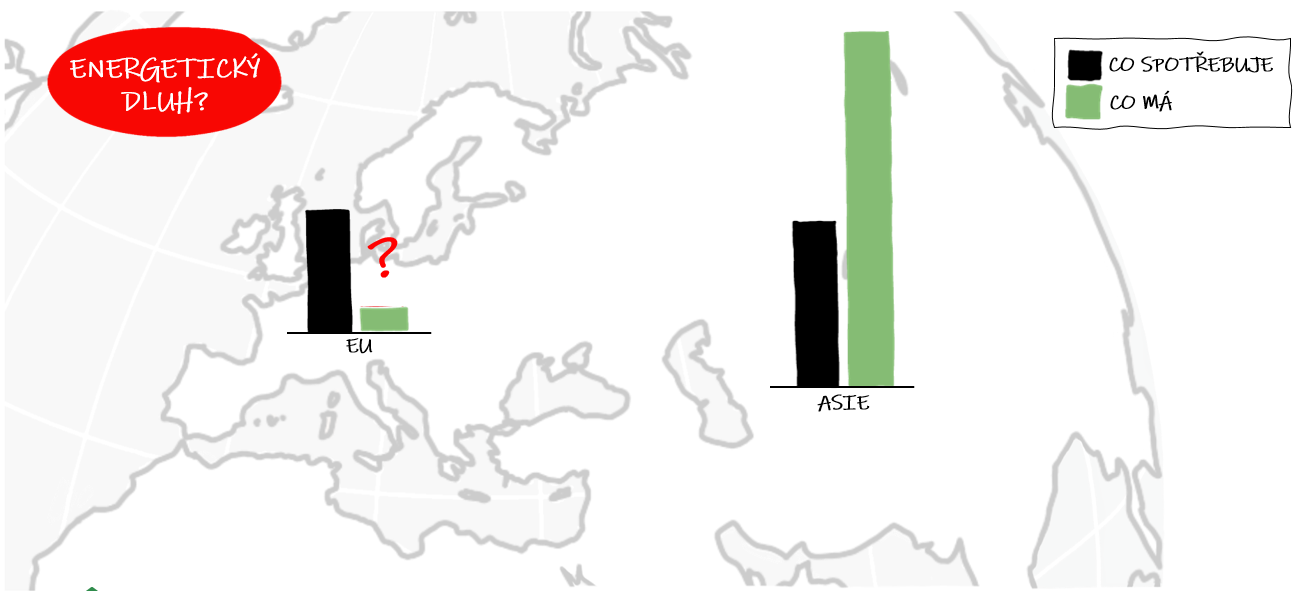 ENERGETICKÝ
DLUH?
CO SPOTŘEBUJE
CO MÁ
?
EU
ASIE